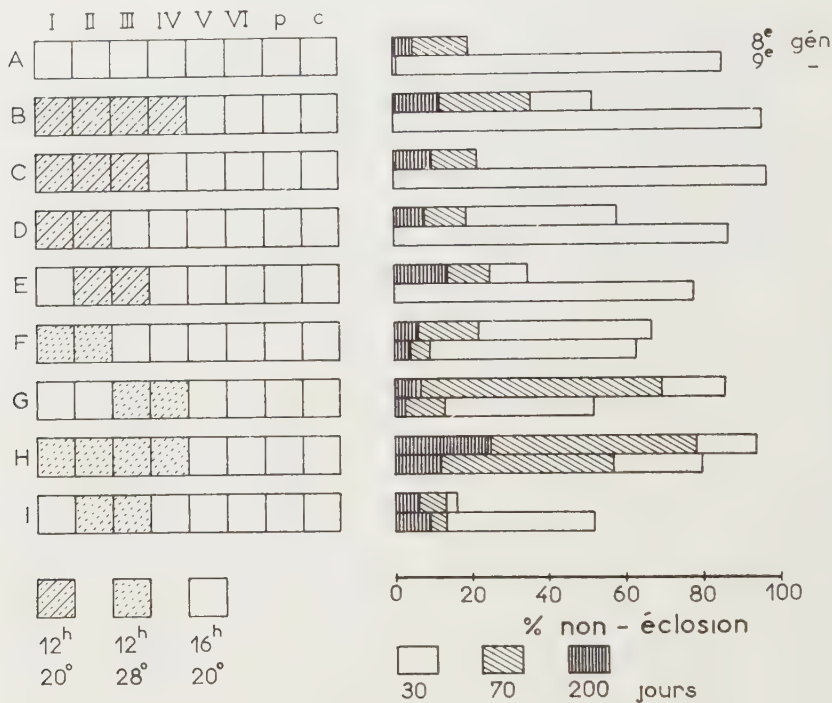 I II III IV V VI p c
A
8e gén
9e –
B
C
D
E
F
G
H
I
0 20 40 60 80 100
% non - éclosion
12h 12h 16h
20° 28° 20°
30 70 200 jours